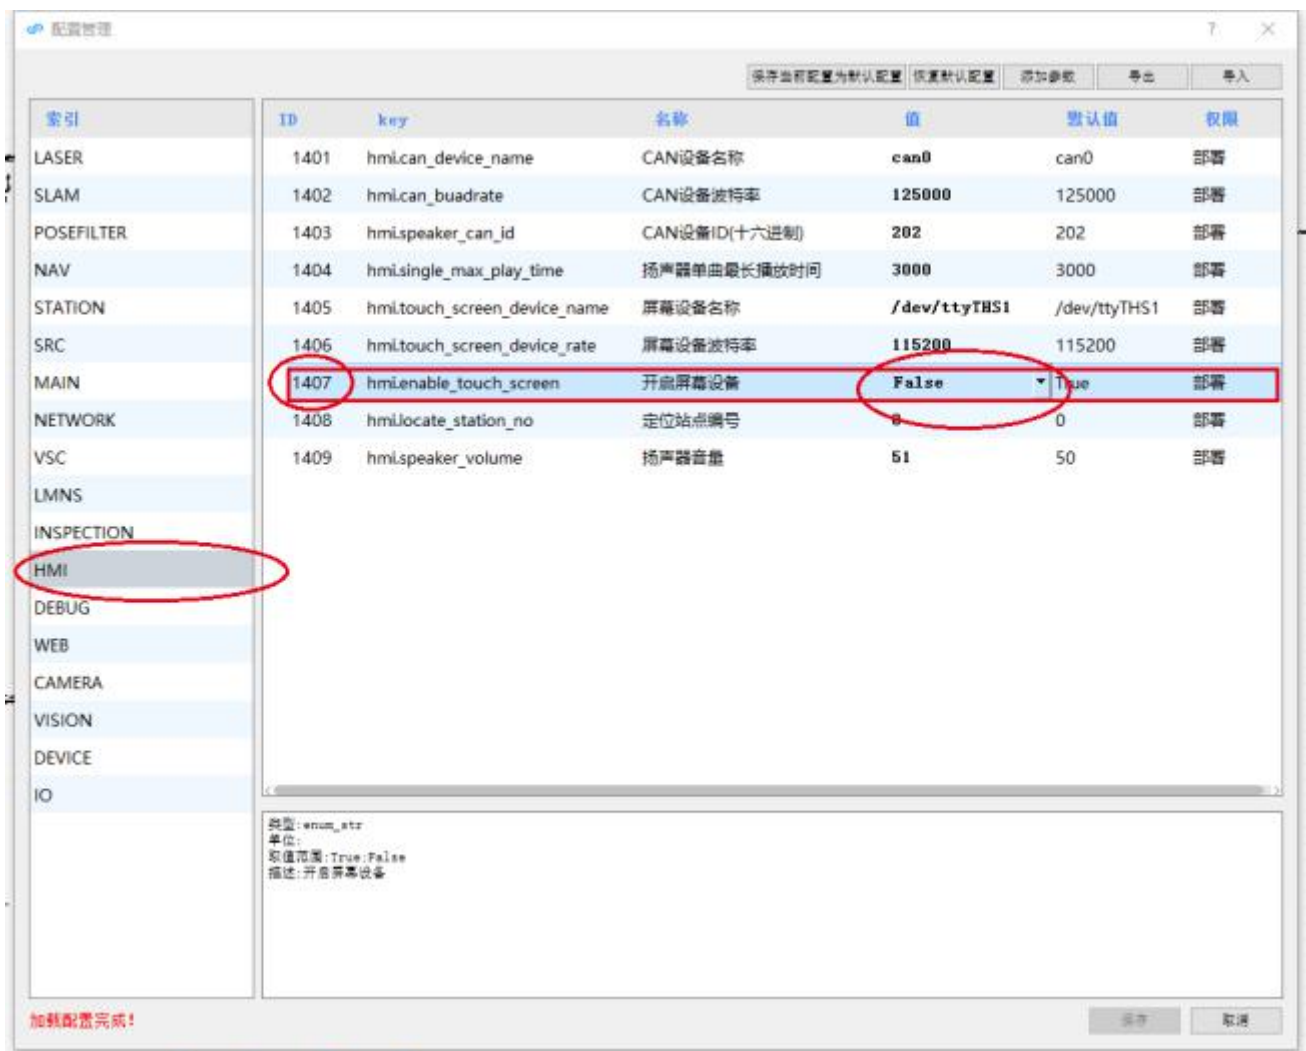 配置管理
?
保存当前配置为默认配置 恢复默认配置 添加参数 导出 导入
索引 ID key 名称 值 默认值 权限
LASER 1401 hmi.can_device_name CAN设备名称 can0 can0 部署
SLAM 1402 hmi.can_buadrate CAN设备波特率 125000 125000 部署
POSEFILTER 1403 hmi.speaker_can_id CAN设备ID(十六进制) 202 202 部署
NAV 1404 hmi.single_max_play_time 扬声器单曲最长播放时间 3000 3000 部署
STATION 1405 hmi.touch_screen_device_name 屏幕设备名称 /dev/ttyTHS1 /dev/ttyTHS1 部署
SRC 1406 hmi.touch_screen_device_rate 屏幕设备波特率 115200 115200 部署
MAIN 1407 hmi.enable_touch_screen 开启屏幕设备 False True 部署
NETWORK 1408 hmi.locate_station_no 定位站点编号 0 0 部署
VSC 1409 hmi.speaker_volume 扬声器音量 51 50 部署
LMNS
INSPECTION
HMI
DEBUG
WEB
CAMERA
VISION
DEVICE
IO
类型:enum_str
单位:
取值范围:True:False
描述:开启屏幕设备
加载配置完成!
保存 取消